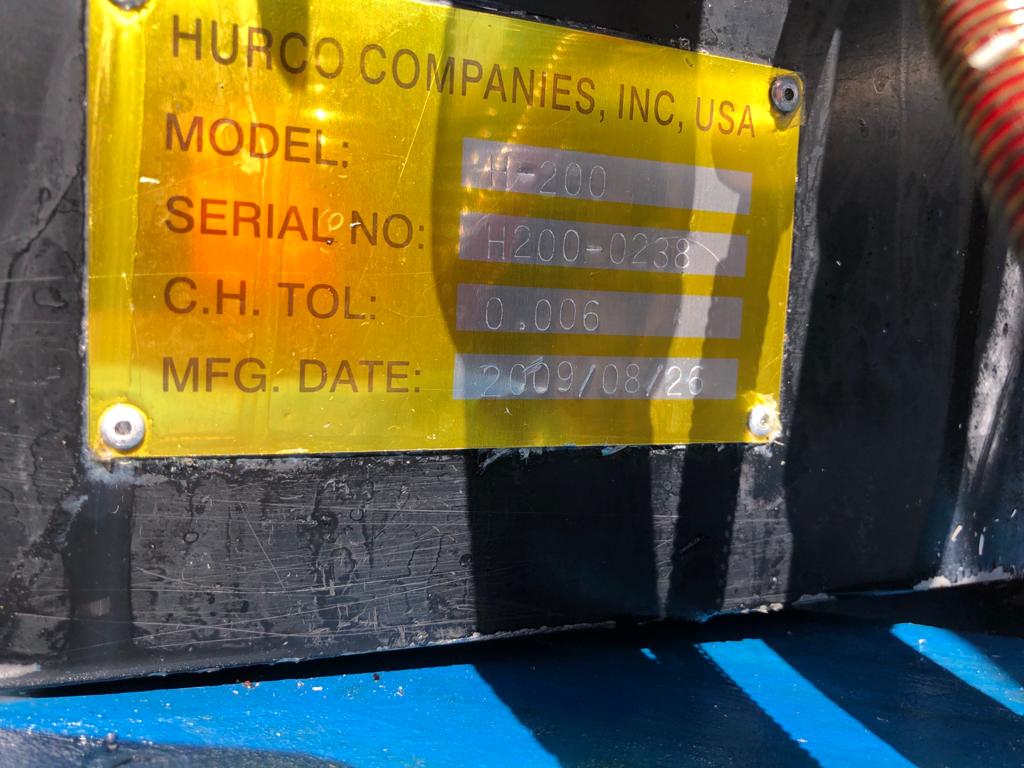 HURCO COMPANIES, INC, USA
MODEL: H-200
SERIAL NO: H200-0238
C.H. TOL: 0.006
MFG. DATE: 2009/08/26